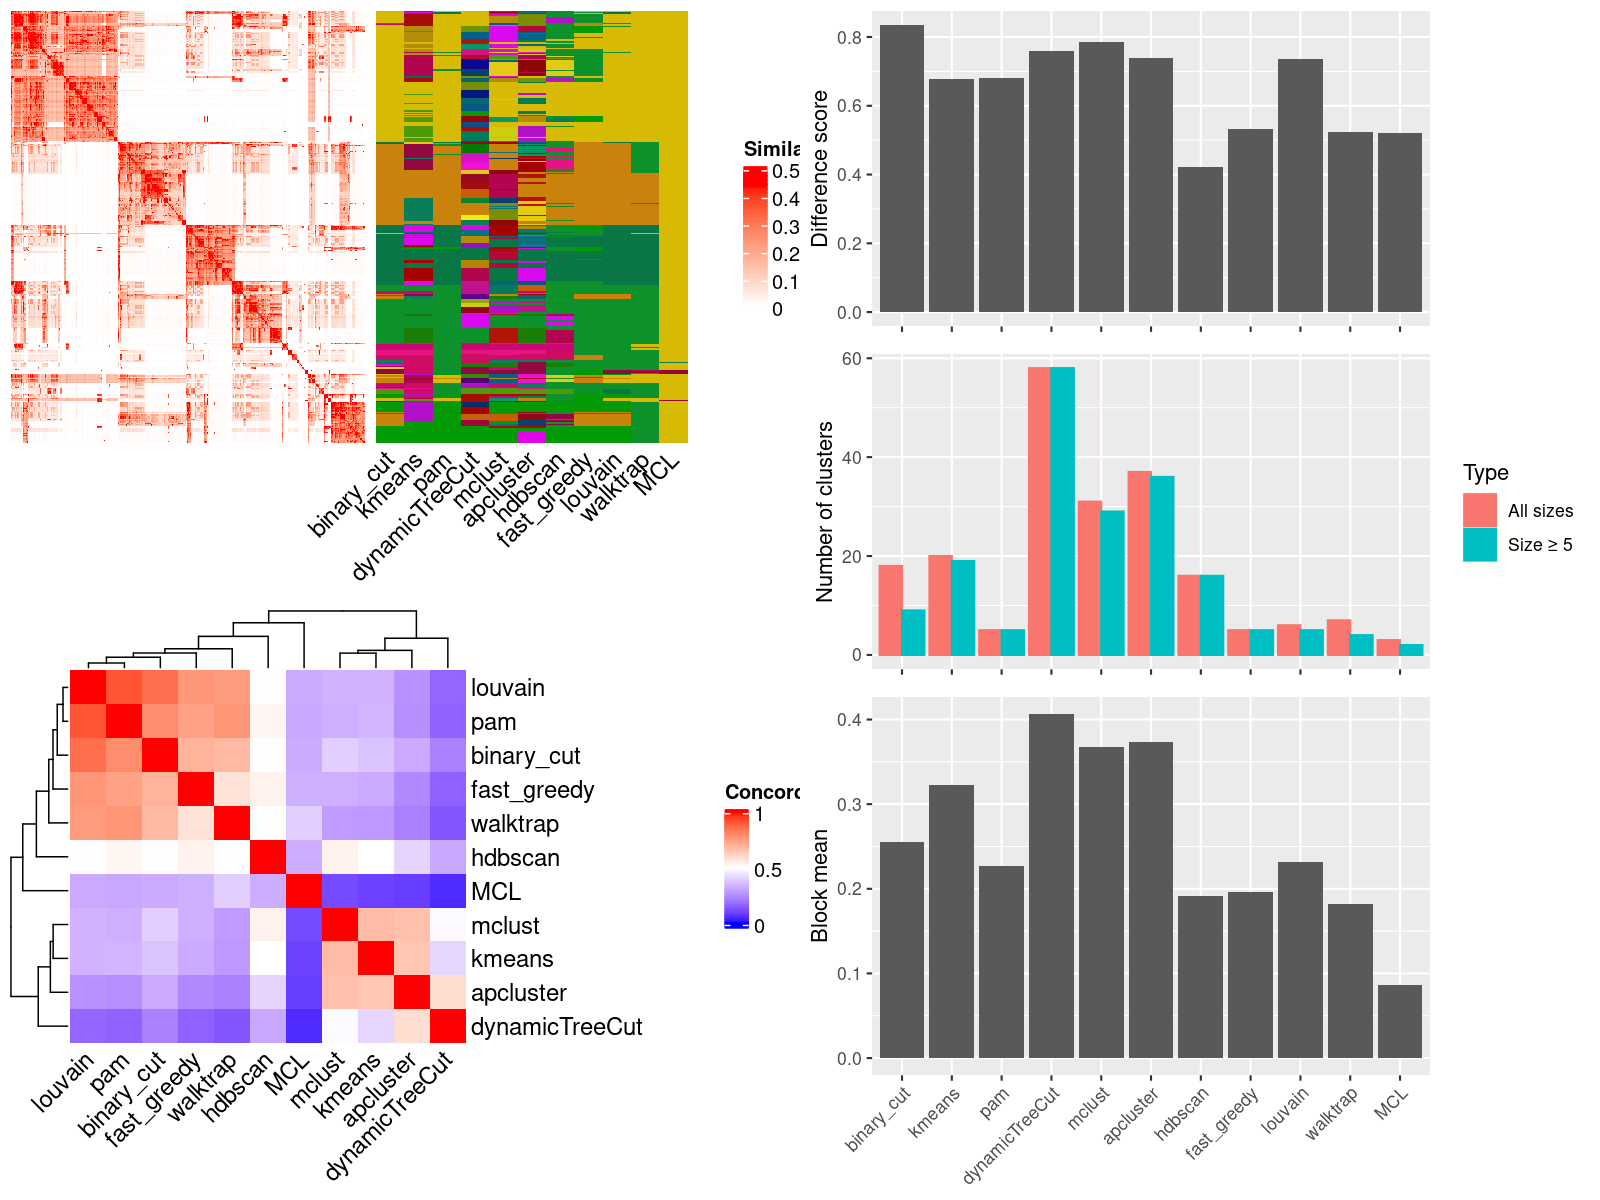 Simila
0.5
0.4
0.3
0.2
0.1
0
binary_cut
kmeans
pam
dynamicTreeCut
mclust
apcluster
hdbscan
fast_greedy
louvain
walktrap
MCL
Difference score
0.8
0.6
0.4
0.2
0.0
Number of clusters
60
40
20
0
Type
All sizes
Size ≥ 5
louvain
pam
binary_cut
fast_greedy
walktrap
hdbscan
MCL
mclust
kmeans
apcluster
dynamicTreeCut
louvain
pam
binary_cut
fast_greedy
walktrap
hdbscan
MCL
mclust
kmeans
apcluster
dynamicTreeCut
Concord
1
0.5
0
Block mean
0.4
0.3
0.2
0.1
0.0
binary_cut
kmeans
pam
dynamicTreeCut
mclust
apcluster
hdbscan
fast_greedy
louvain
walktrap
MCL